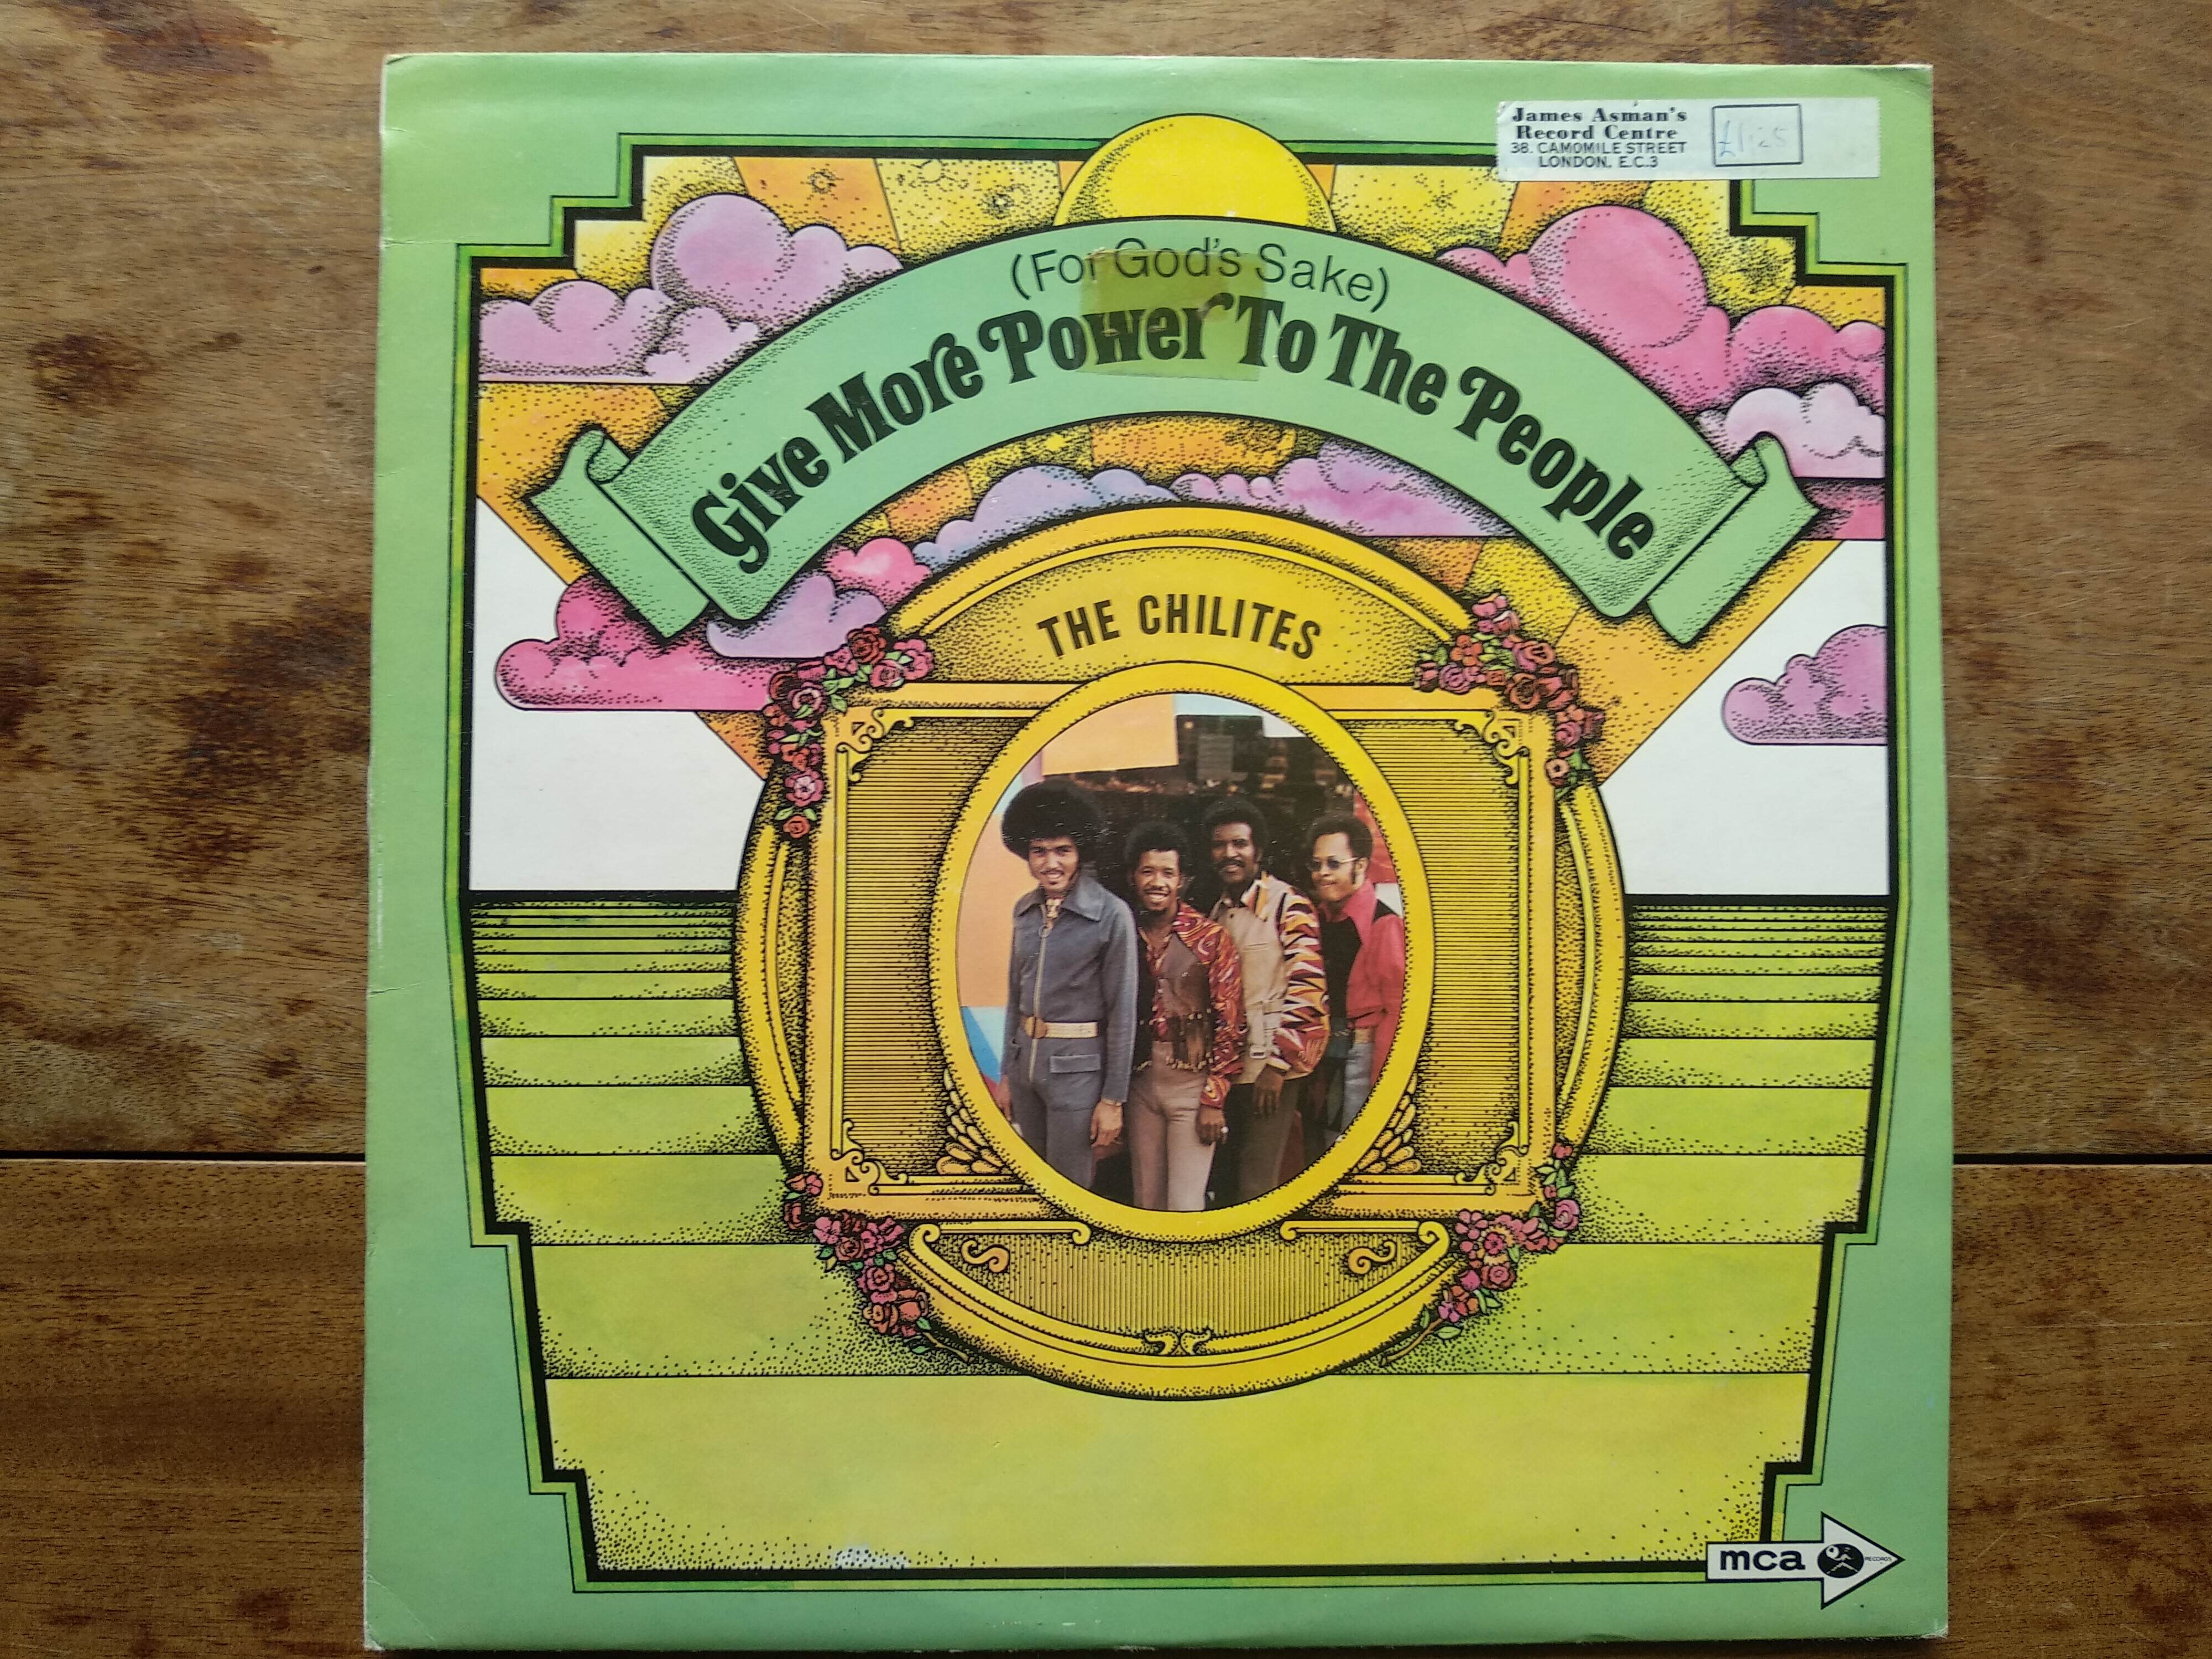 James Asman's
Record Centre
38. CAMOMILE STREET
LONDON. E.C.3
£1.25
(For God's Sake)
Give More Power To The People
THE CHILITES
mca
RECORDS